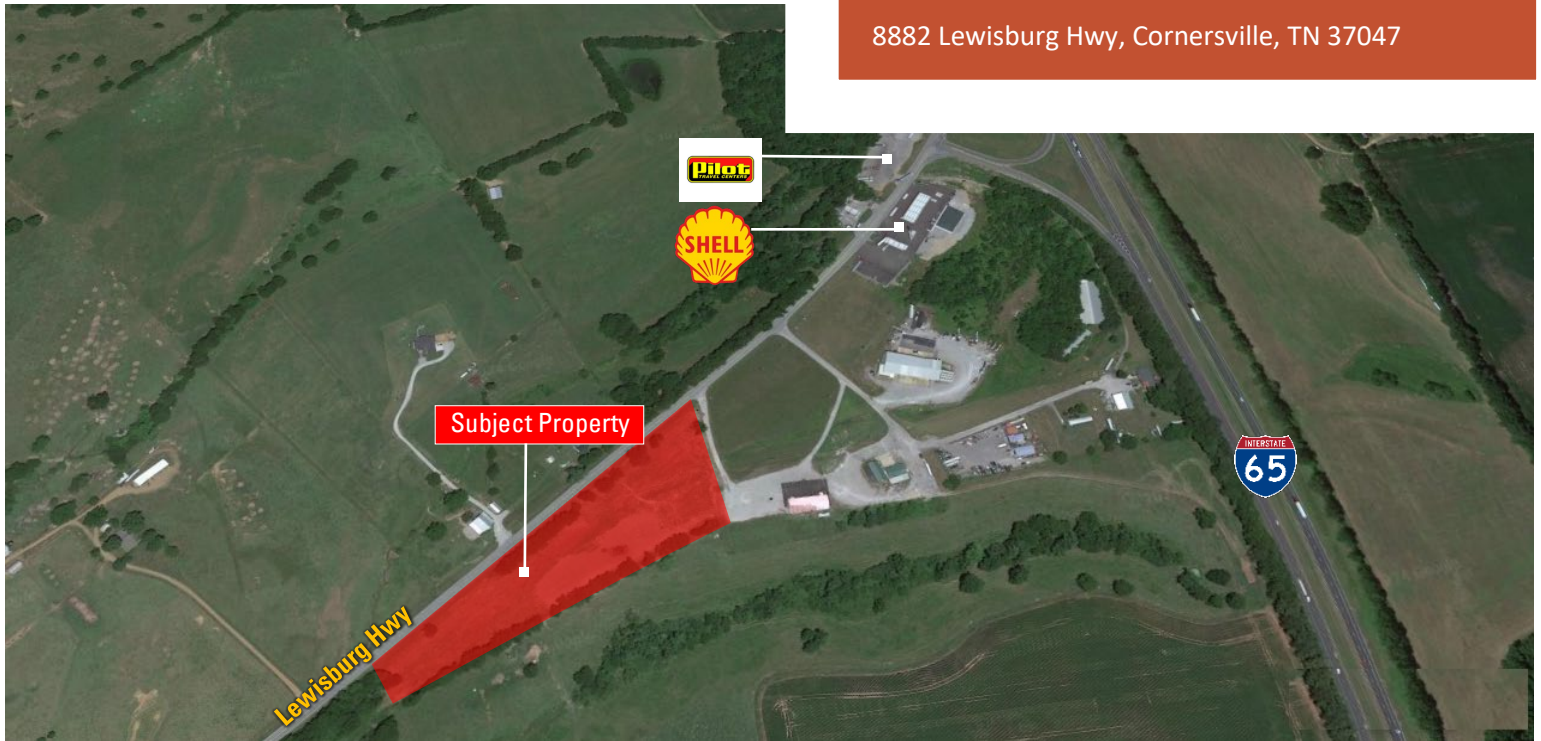 8882 Lewisburg Hwy, Cornersville, TN 37047
Pilot
TRAVEL CENTERS
SHELL
Subject Property
INTERSTATE
65
Lewisburg Hwy